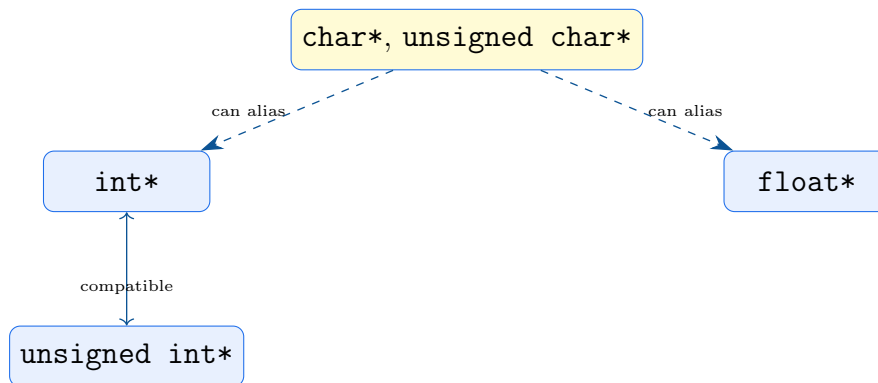 char*, unsigned char*
can alias
can alias
int*
float*
compatible
unsigned int*